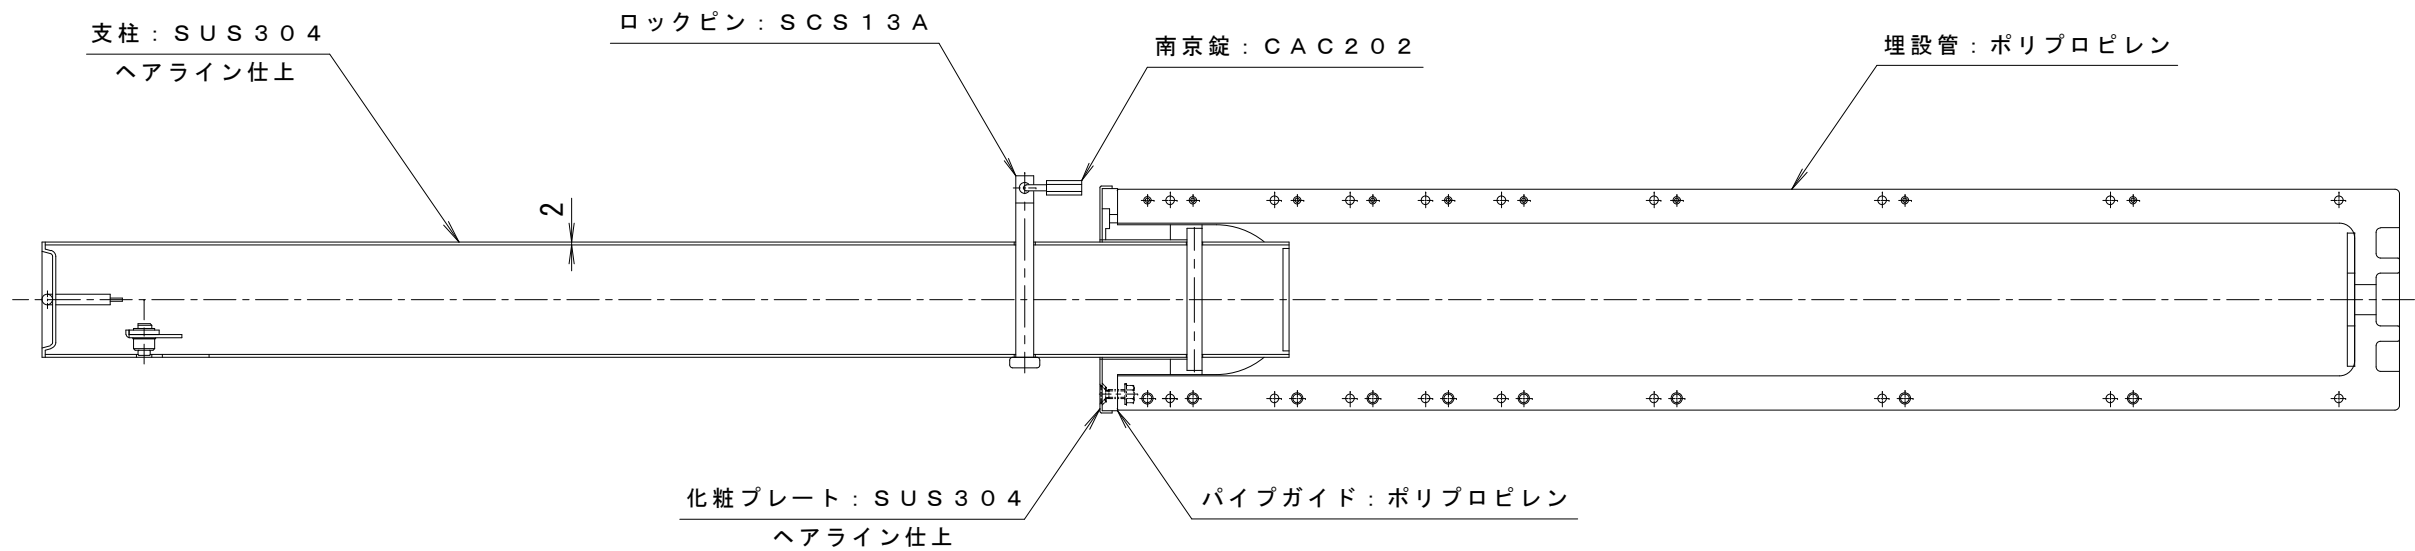 支柱：ＳＵＳ３０４
ヘアライン仕上
ロックピン：ＳＣＳ１３Ａ
南京錠：ＣＡＣ２０２
埋設管：ポリプロピレン
2
化粧プレート：ＳＵＳ３０４
ヘアライン仕上
パイプガイド：ポリプロピレン